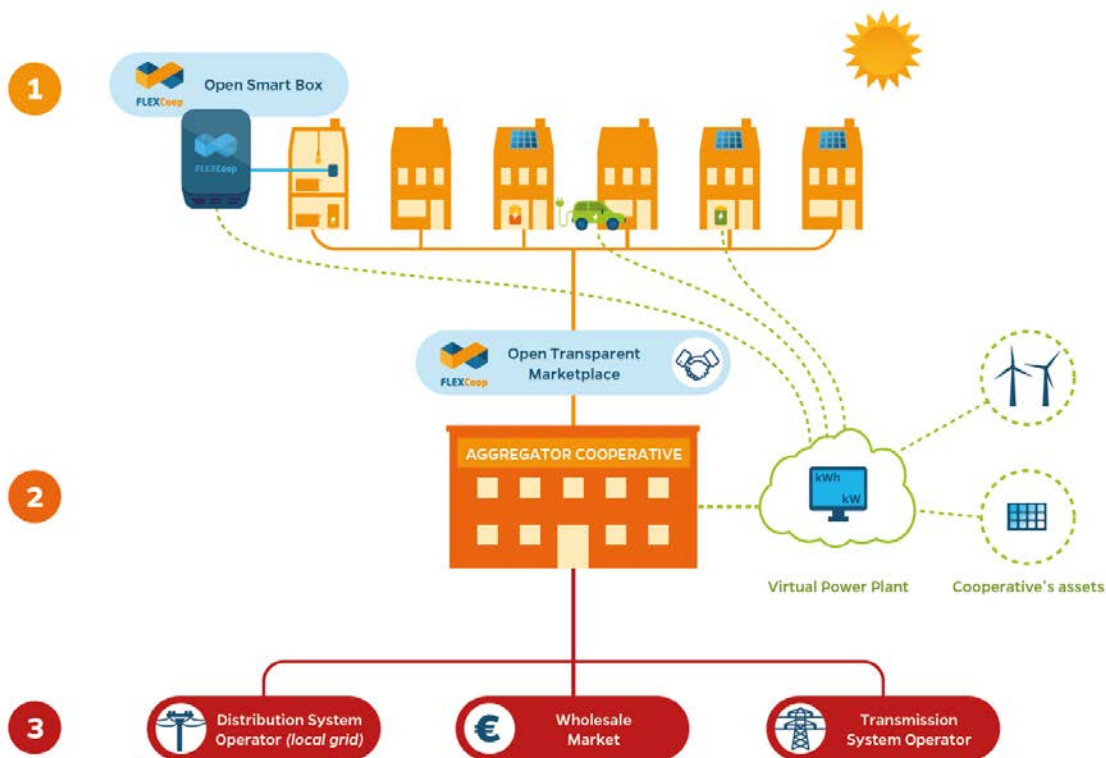 1
Open Smart Box
FLEXCoop
FLEXCOOP
Open Transparent
Marketplace
FLEXCoop
AGGREGATOR COOPERATIVE
2
kWh
kW
Virtual Power Plant
Cooperative's assets
3
Distribution System
Operator (local grid)
€
Wholesale
Market
Transmission
System Operator